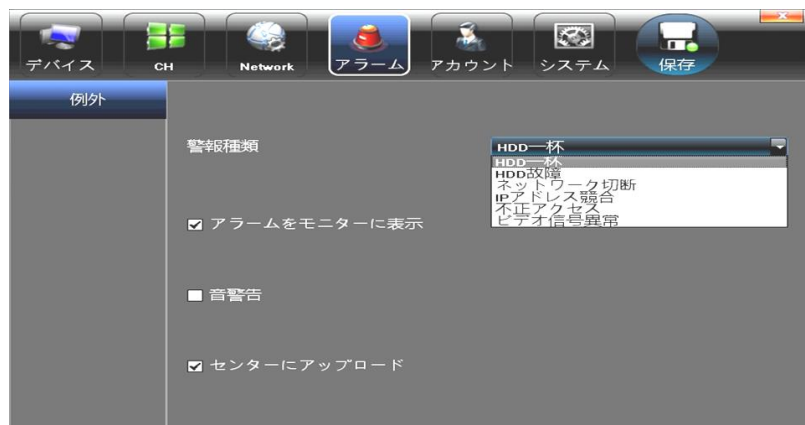 デバイス CH Network アラーム アカウント システム 保存
例外
警報種類 HDD一杯
HDD一杯
HDD故障
ネットワーク切断
IPアドレス競合
不正アクセス
ビデオ信号異常
アラームをモニターに表示
音警告
センターにアップロード